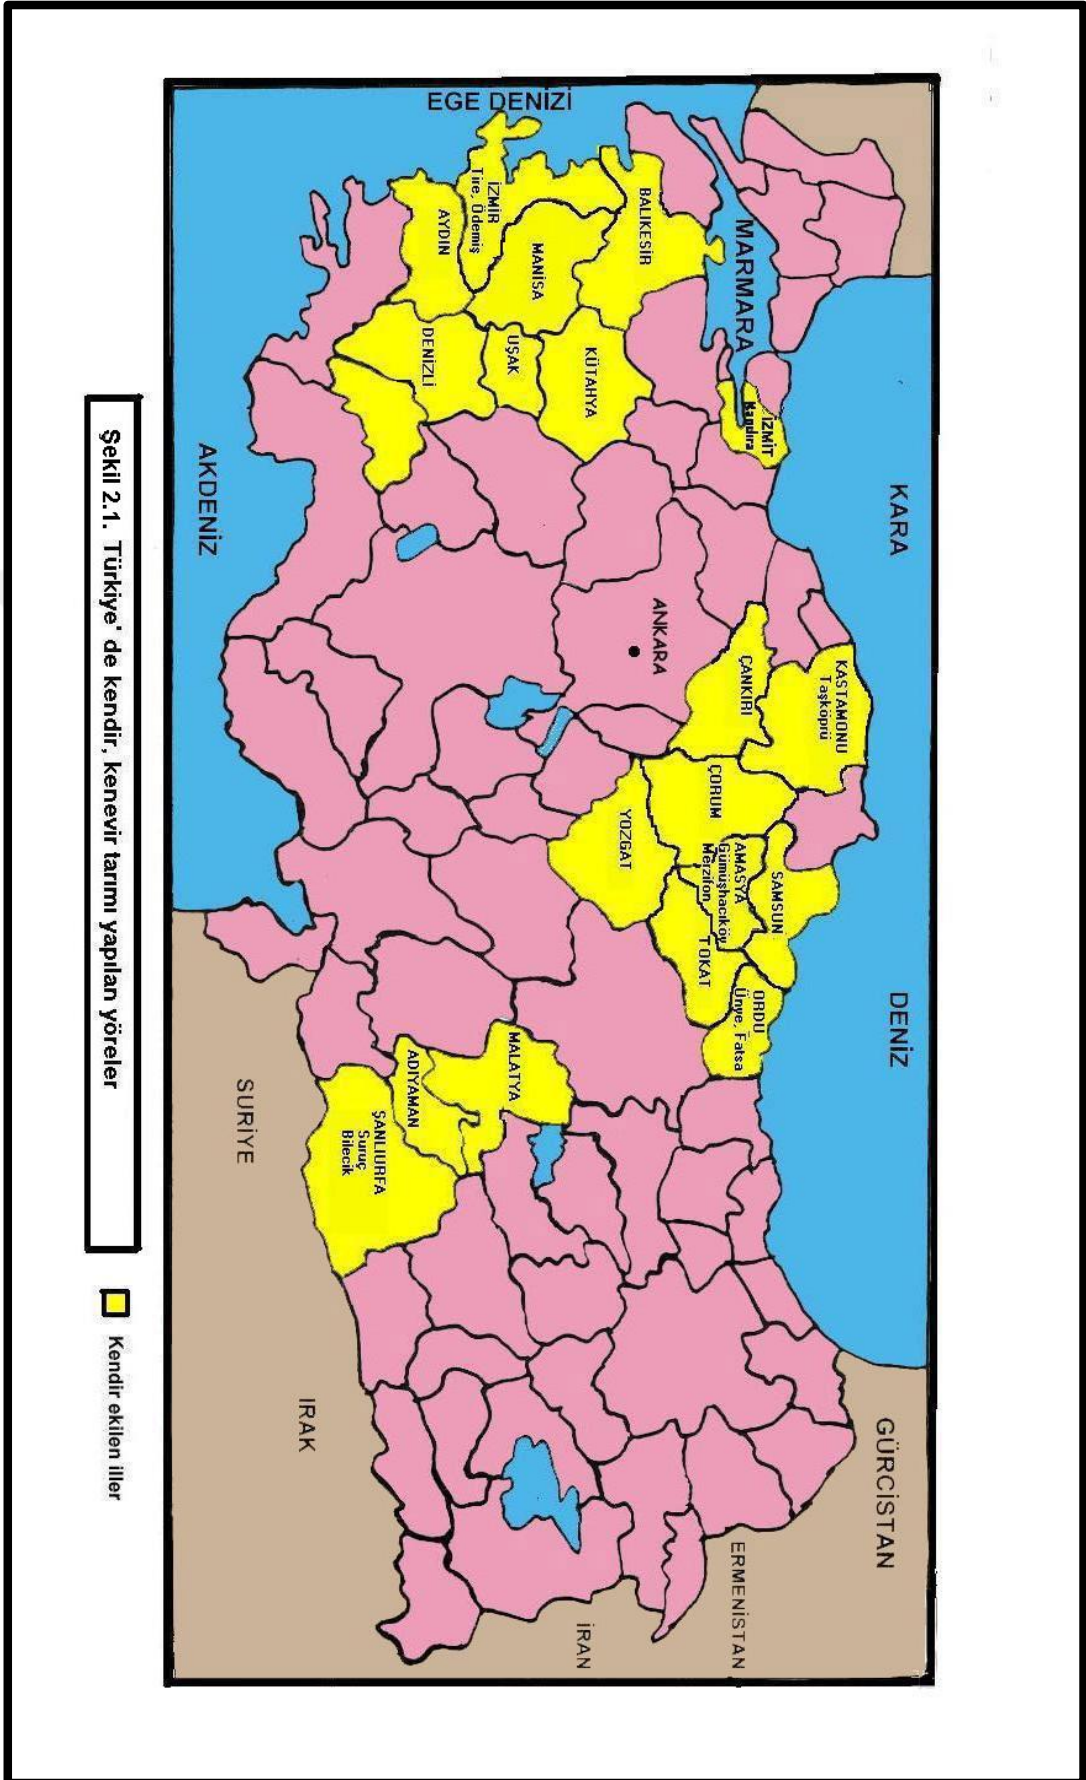 EGE DENİZİ
MARMARA
KARA
DENİZ
AKDENİZ
GÜRCİSTAN
ERMENİSTAN
İRAN
IRAK
SURİYE
BALIKESİR
İZMİR
Tire, Ödemiş
MANİSA
AYDIN
DENİZLİ
UŞAK
KÜTAHYA
İZMİT
Kandıra
ANKARA
KASTAMONU
Taşköprü
ÇANKIRI
ÇORUM
YOZGAT
SAMSUN
AMASYA
Gümüşhacıköy
Merzifon
TOKAT
ORDU
Ünye, Fatsa
MALATYA
ADIYAMAN
ŞANLIURFA
Suruç
Bilecik
Şekil 2.1. Türkiye' de kendir, kenevir tarımı yapılan yöreler
Kendir ekilen iller